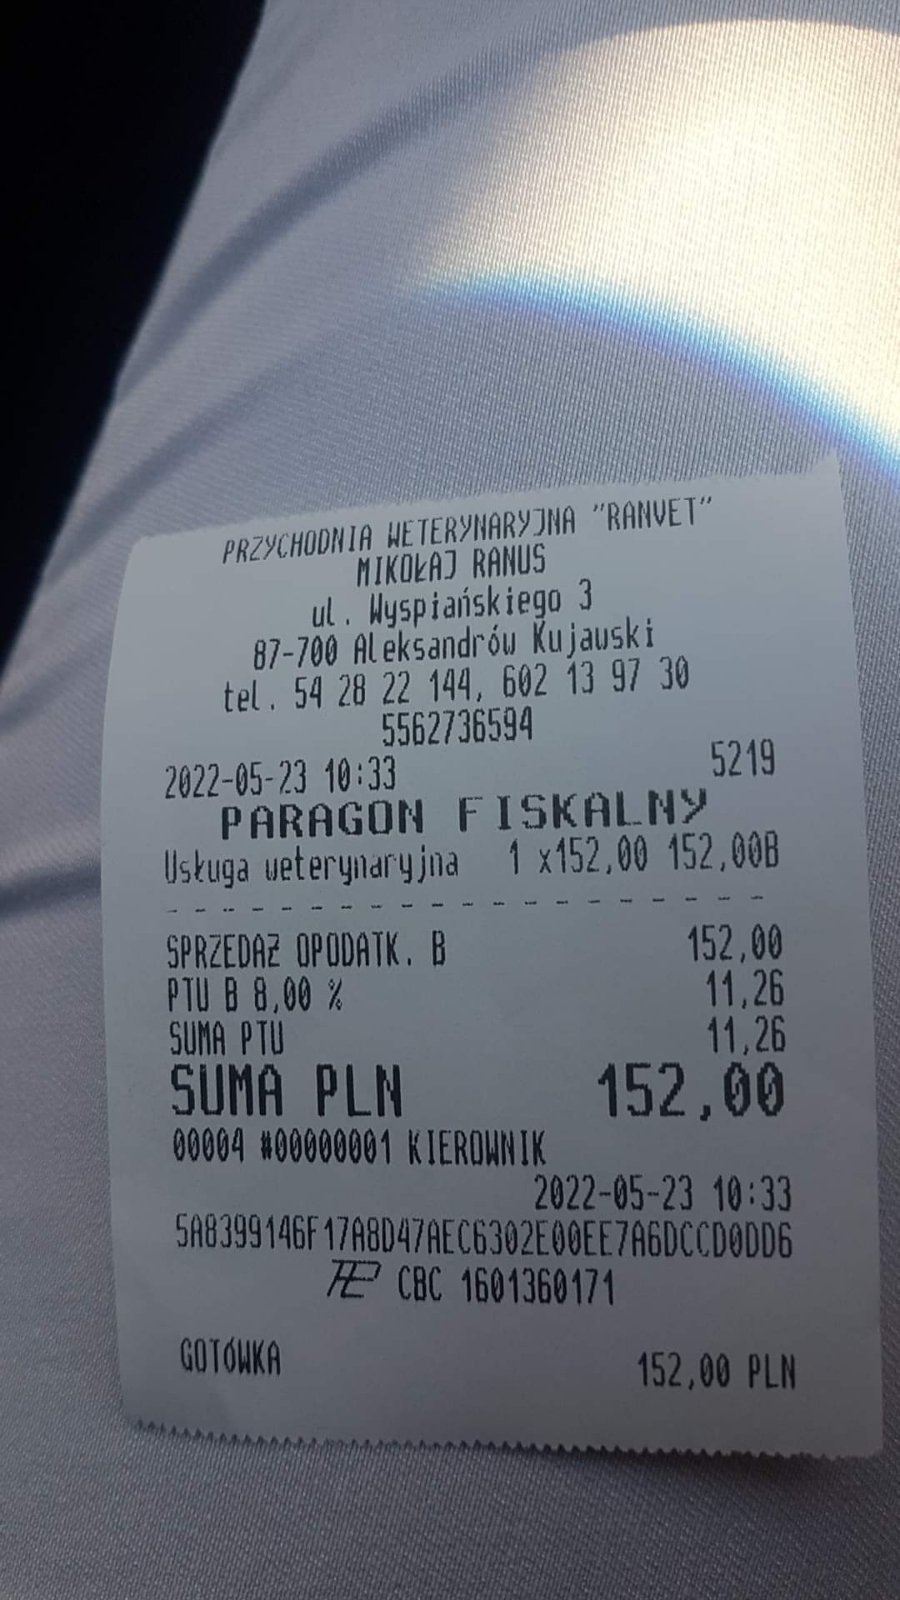 PRZYCHODNIA WETERYNARYJNA "RANVET"
MIKOŁAJ RANUS
ul. Wyspiańskiego 3
87-700 Aleksandrów Kujawski
tel. 54 28 22 144, 602 13 97 30
5562736594
2022-05-23 10:33 5219
PARAGON FISKALNY
Usługa weterynaryjna 1 x152,00 152,00B
SPRZEDAŻ OPODATK. B 152,00
PTU B 8,00 % 11,26
SUMA PTU 11,26
SUMA PLN 152,00
00004 #00000001 KIEROWNIK
2022-05-23 10:33
5A8399146F17A8D47AEC6302E00EE7A6DCCD0DD6
CBC 1601360171
GOTÓWKA 152,00 PLN